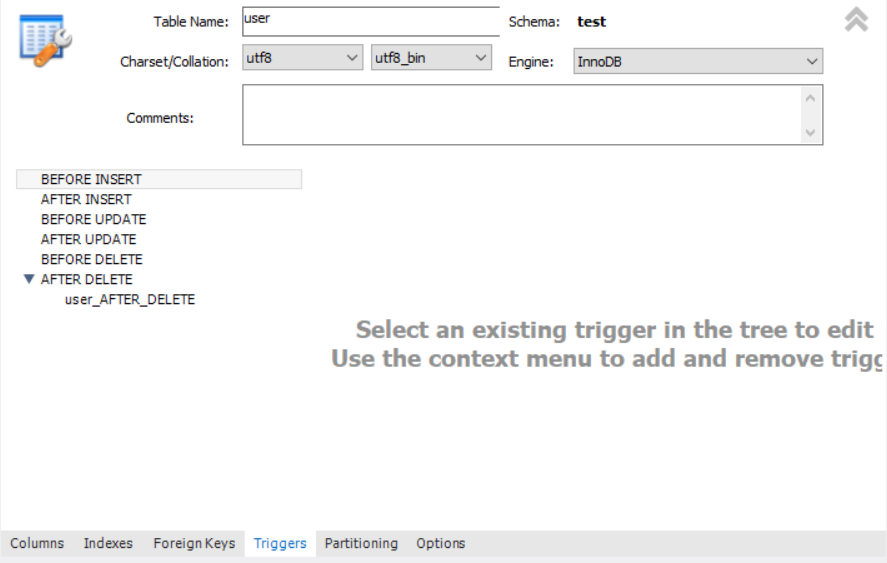 Table Name: user Schema: test
Charset/Collation: utf8 utf8_bin Engine: InnoDB
Comments:
BEFORE INSERT
AFTER INSERT
BEFORE UPDATE
AFTER UPDATE
BEFORE DELETE
AFTER DELETE
user_AFTER_DELETE
Select an existing trigger in the tree to edit
Use the context menu to add and remove trigg
Columns Indexes Foreign Keys Triggers Partitioning Options